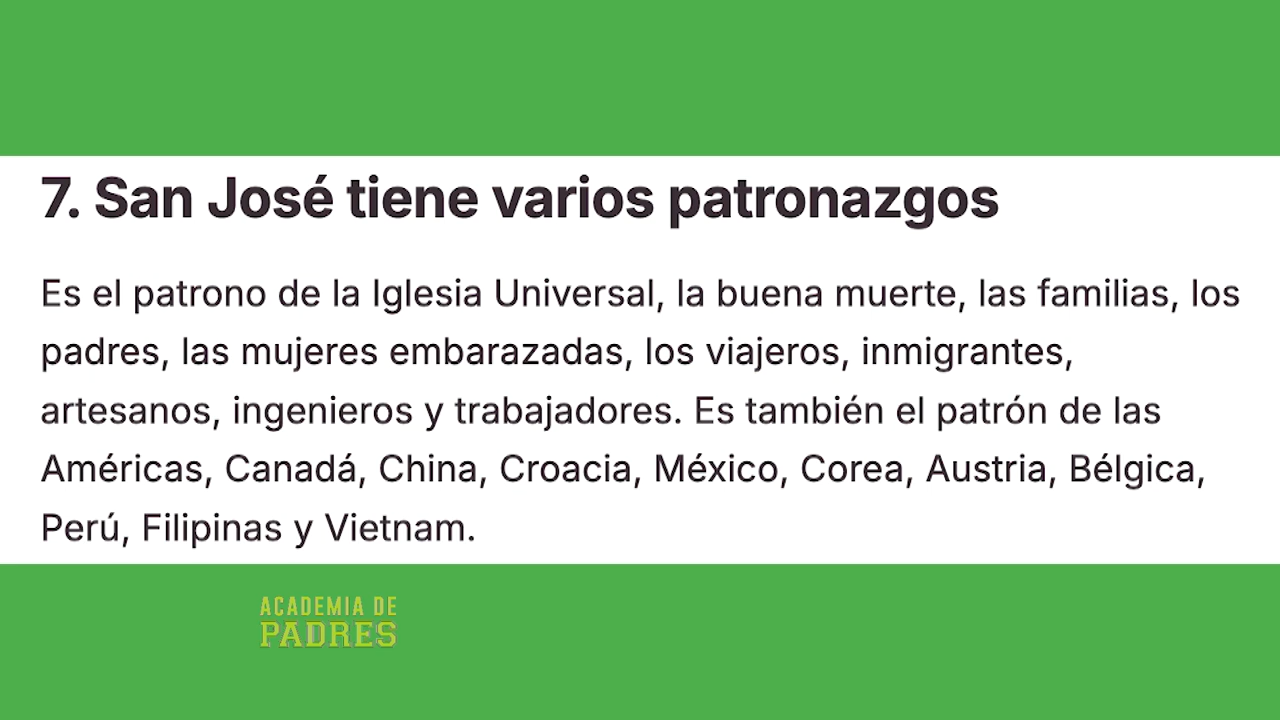 7. San José tiene varios patronazgos
Es el patrono de la Iglesia Universal, la buena muerte, las familias, los
padres, las mujeres embarazadas, los viajeros, inmigrantes,
artesanos, ingenieros y trabajadores. Es también el patrón de las
Américas, Canadá, China, Croacia, México, Corea, Austria, Bélgica,
Perú, Filipinas y Vietnam.
ACADEMIA DE
PADRES